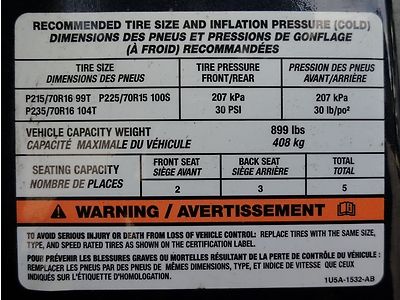 RECOMMENDED TIRE SIZE AND INFLATION PRESSURE (COLD)
DIMENSIONS DES PNEUS ET PRESSIONS DE GONFLAGE
(À FROID) RECOMMANDÉES
TIRE SIZE TIRE PRESSURE PRESSION DES PNEUS
DIMENSIONS DES PNEUS FRONT/REAR AVANT/ARRIÈRE
P215/70R16 99T P225/70R15 100S 207 kPa 207 kPa
P235/70R16 104T 30 PSI 30 lb/po²
VEHICLE CAPACITY WEIGHT 899 lbs
CAPACITÉ MAXIMALE DU VÉHICULE 408 kg
SEATING CAPACITY FRONT SEAT BACK SEAT TOTAL
NOMBRE DE PLACES SIÈGE AVANT SIÈGE ARRIÈRE TOTAL
2 3 5
WARNING / AVERTISSEMENT
TO AVOID SERIOUS INJURY OR DEATH FROM LOSS OF VEHICLE CONTROL: REPLACE TIRES WITH THE SAME SIZE,
TYPE, AND SPEED RATED TIRES AS SHOWN ON THE CERTIFICATION LABEL.
POUR PRÉVENIR LES BLESSURES GRAVES OU MORTELLES RÉSULTANT DE LA PERTE DE CONTRÔLE DU VÉHICULE:
REMPLACER LES PNEUS PAR DES PNEUS DE MÊMES DIMENSIONS, TYPE, ET INDICE DE VITESSE QUE CEUX
INDIQUÉS SUR L'ÉTIQUETTE D'HOMOLOGATION.
1U5A-1532-AB